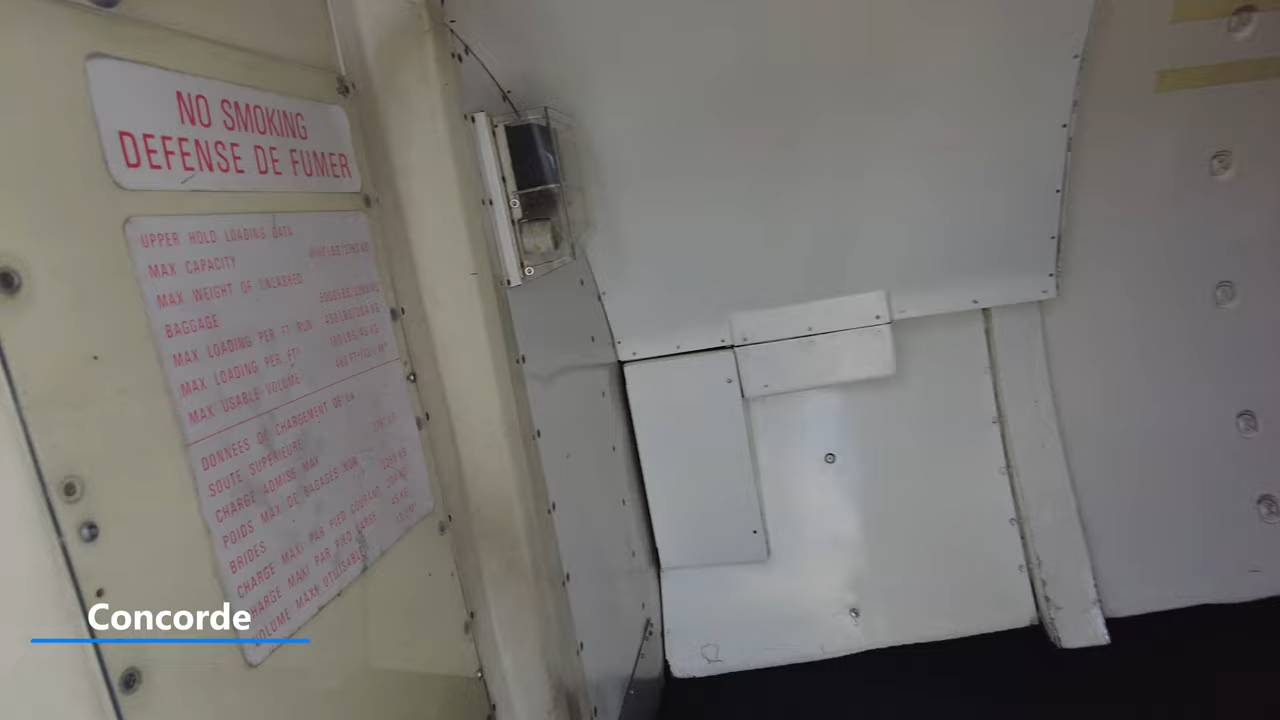 NO SMOKING
DEFENSE DE FUMER
UPPER HOLD LOADING DATA
MAX CAPACITY
MAX WEIGHT OF UNLASHED
BAGGAGE
MAX LOADING PER FT RUN
MAX LOADING PER FT²
MAX USABLE VOLUME
DONNEES DE CHARGEMENT DE LA
SOUTE SUPERIEURE
CHARGE ADMISE MAX
POIDS MAX DE BAGAGES NON
BRIDES
CHARGE MAXI PAR PIED COURANT
CHARGE MAXI PAR PIED CARRE
VOLUME MAXI UTILISABLE
Concorde